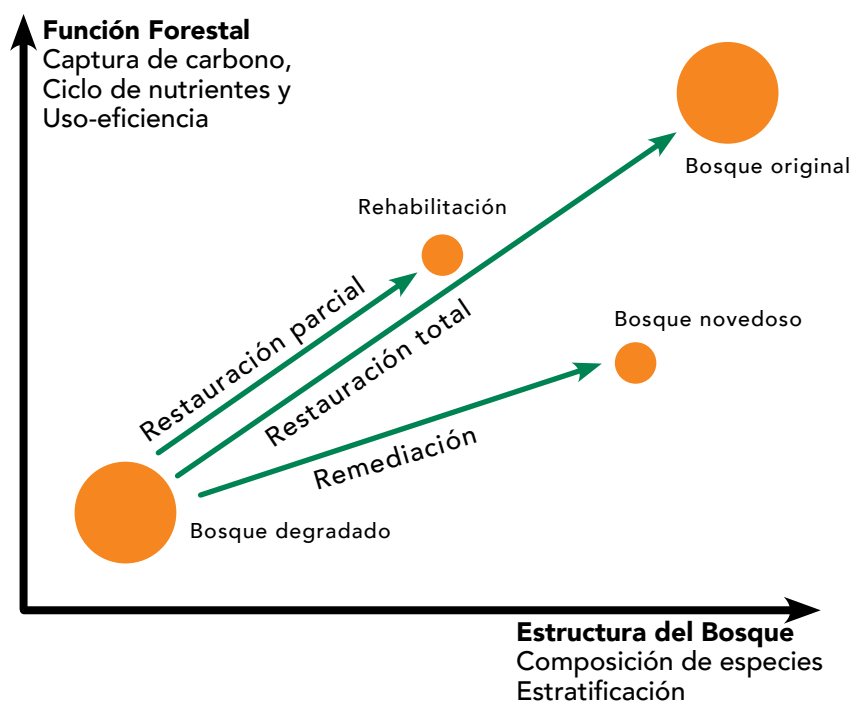 Función Forestal
Captura de carbono,
Ciclo de nutrientes y
Uso-eficiencia
Bosque original
Rehabilitación
Bosque novedoso
Restauración parcial
Restauración total
Remediación
Bosque degradado
Estructura del Bosque
Composición de especies
Estratificación